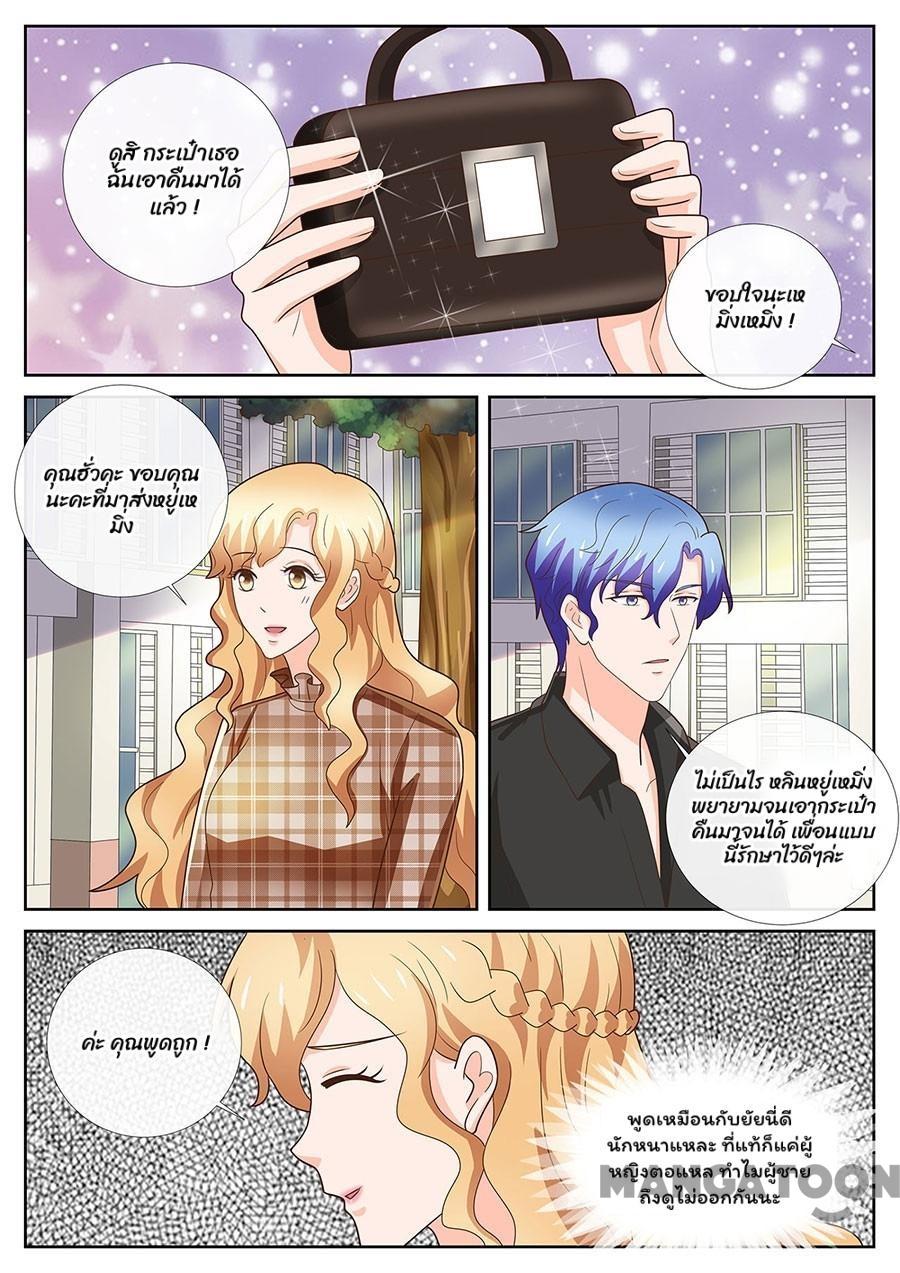 ดูสิ กระเป๋าเธอ
ฉันเอาคืนมาได้
แล้ว !
ขอบใจนะเห
มิ่งเหมิ่ง !
คุณฮั่วคะ ขอบคุณ
นะคะที่มาส่งหยู่เห
มิ่ง
ไม่เป็นไร หลินหยู่เหมิ่ง
พยายามจนเอากระเป๋า
คืนมาจนได้ เพื่อนแบบ
นี้รักษาไว้ดีๆล่ะ
ค่ะ คุณพูดถูก !
พูดเหมือนกับยัยนี่ดี
นักหนาแหละ ที่แท้ก็แค่ผู้
หญิงตอแหล ทำไมผู้ชาย
ถึงดูไม่ออกกันนะ
MANGATOON